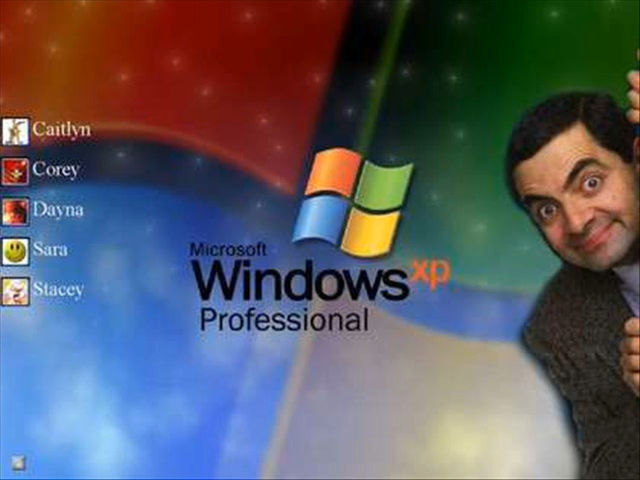 Caitlyn
Corey
Dayna
Sara
Stacey
Microsoft
Windows xp
Professional